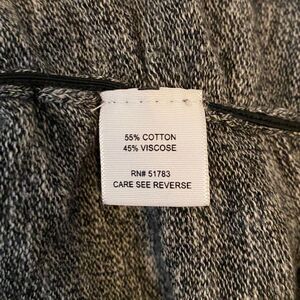 55% COTTON
45% VISCOSE
RN# 51783
CARE SEE REVERSE